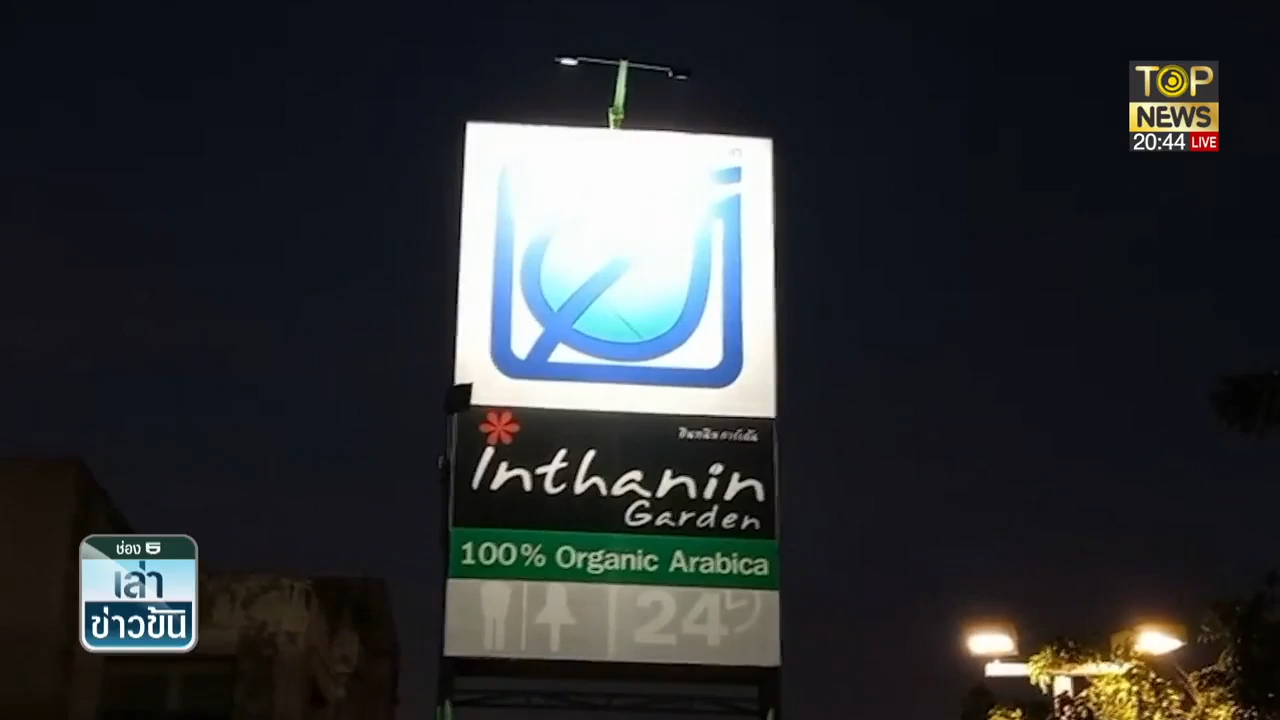 TOP
NEWS
20:44 LIVE
อินทนิล การ์เด้น
inthanin
Garden
100% Organic Arabica
24
ช่อง 5
เล่า
ข่าวข้น